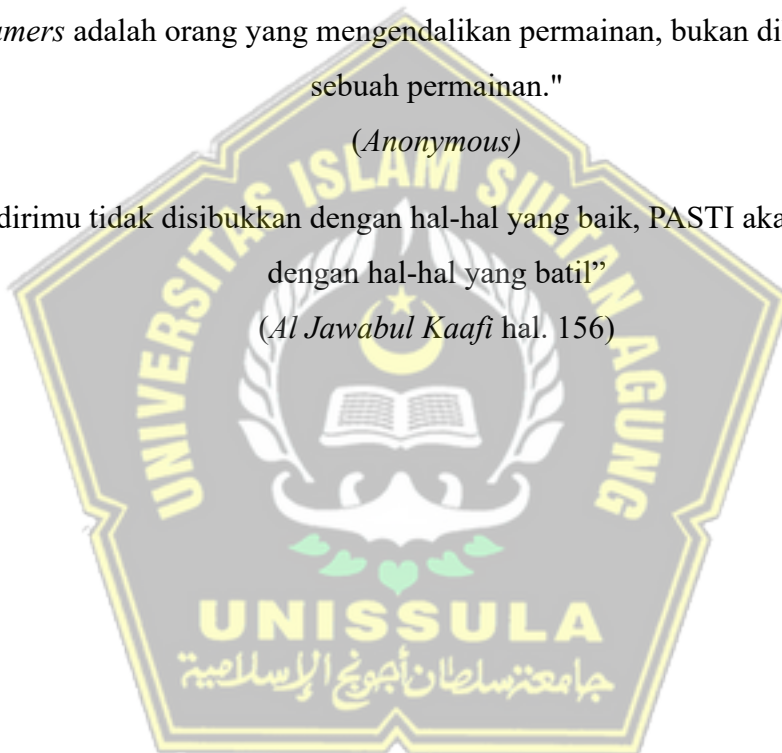 amers adalah orang yang mengendalikan permainan, bukan di
sebuah permainan."
(Anonymous)
dirimu tidak disibukkan dengan hal-hal yang baik, PASTI aka
dengan hal-hal yang batil”
(Al Jawabul Kaafi hal. 156)
UNIVERSITAS ISLAM SULTAN AGUNG
UNISSULA
جامعة سلطان أجونج الإسلامية